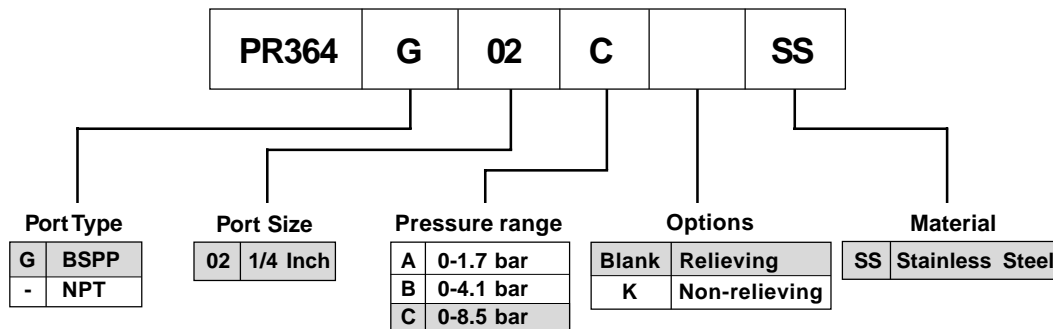 PR364 G 02 C SS
Port Type Port Size Pressure range Options Material
G BSPP 02 1/4 Inch A 0-1.7 bar Blank Relieving SS Stainless Steel
- NPT B 0-4.1 bar K Non-relieving
C 0-8.5 bar